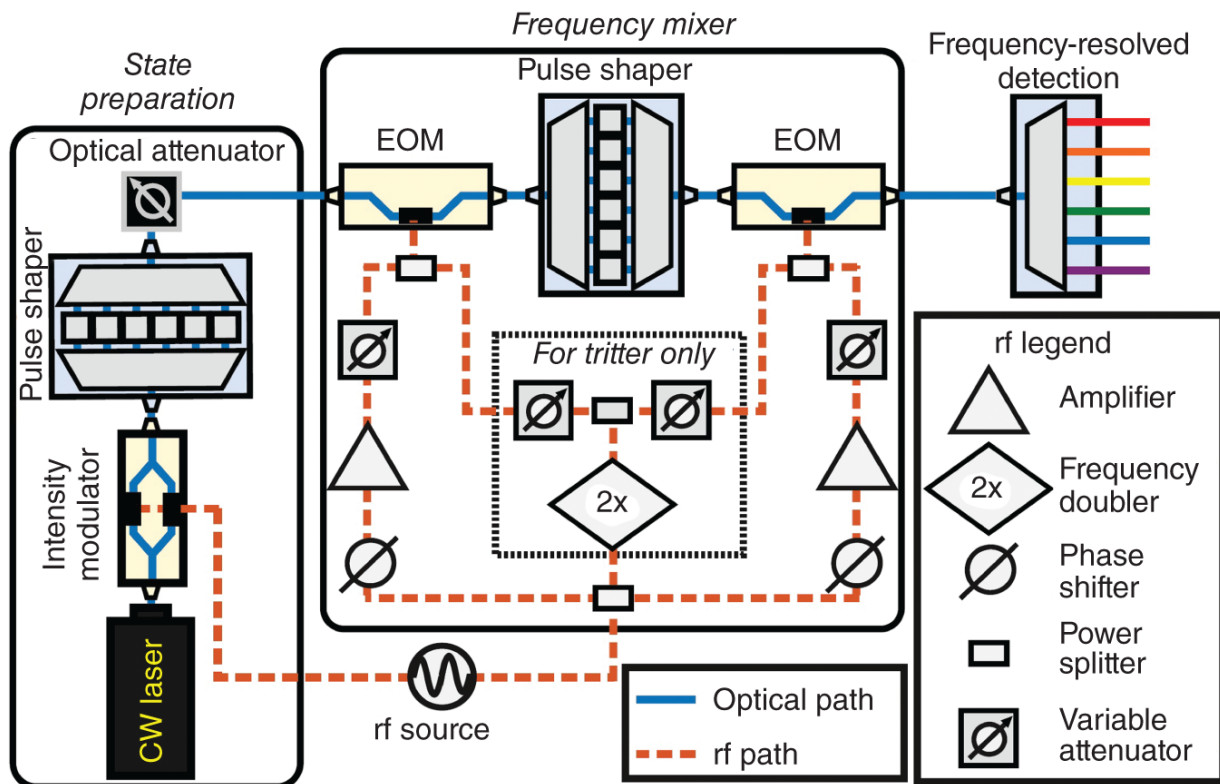 Frequency mixer
State
preparation
Optical attenuator
Pulse shaper
Intensity
modulator
CW laser
EOM
Pulse shaper
EOM
For tritter only
2x
rf source
Frequency-resolved
detection
Optical path
rf path
rf legend
Amplifier
2x
Frequency
doubler
Phase
shifter
Power
splitter
Variable
attenuator